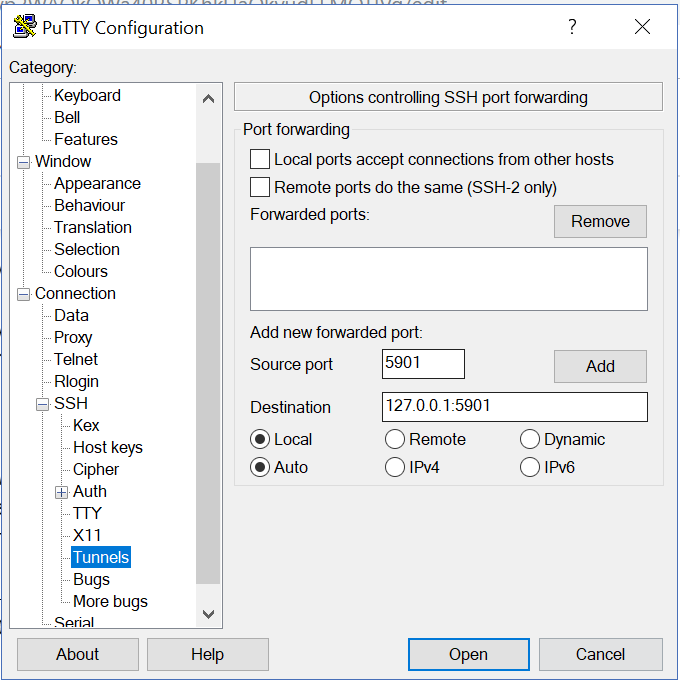 PuTTY Configuration
?
Category:
Keyboard
Bell
Features
Window
Appearance
Behaviour
Translation
Selection
Colours
Connection
Data
Proxy
Telnet
Rlogin
SSH
Kex
Host keys
Cipher
Auth
TTY
X11
Tunnels
Bugs
More bugs
Serial
Options controlling SSH port forwarding
Port forwarding
Local ports accept connections from other hosts
Remote ports do the same (SSH-2 only)
Forwarded ports:
Remove
Add new forwarded port:
Source port 5901 Add
Destination 127.0.0.1:5901
Local Remote Dynamic
Auto IPv4 IPv6
About Help Open Cancel